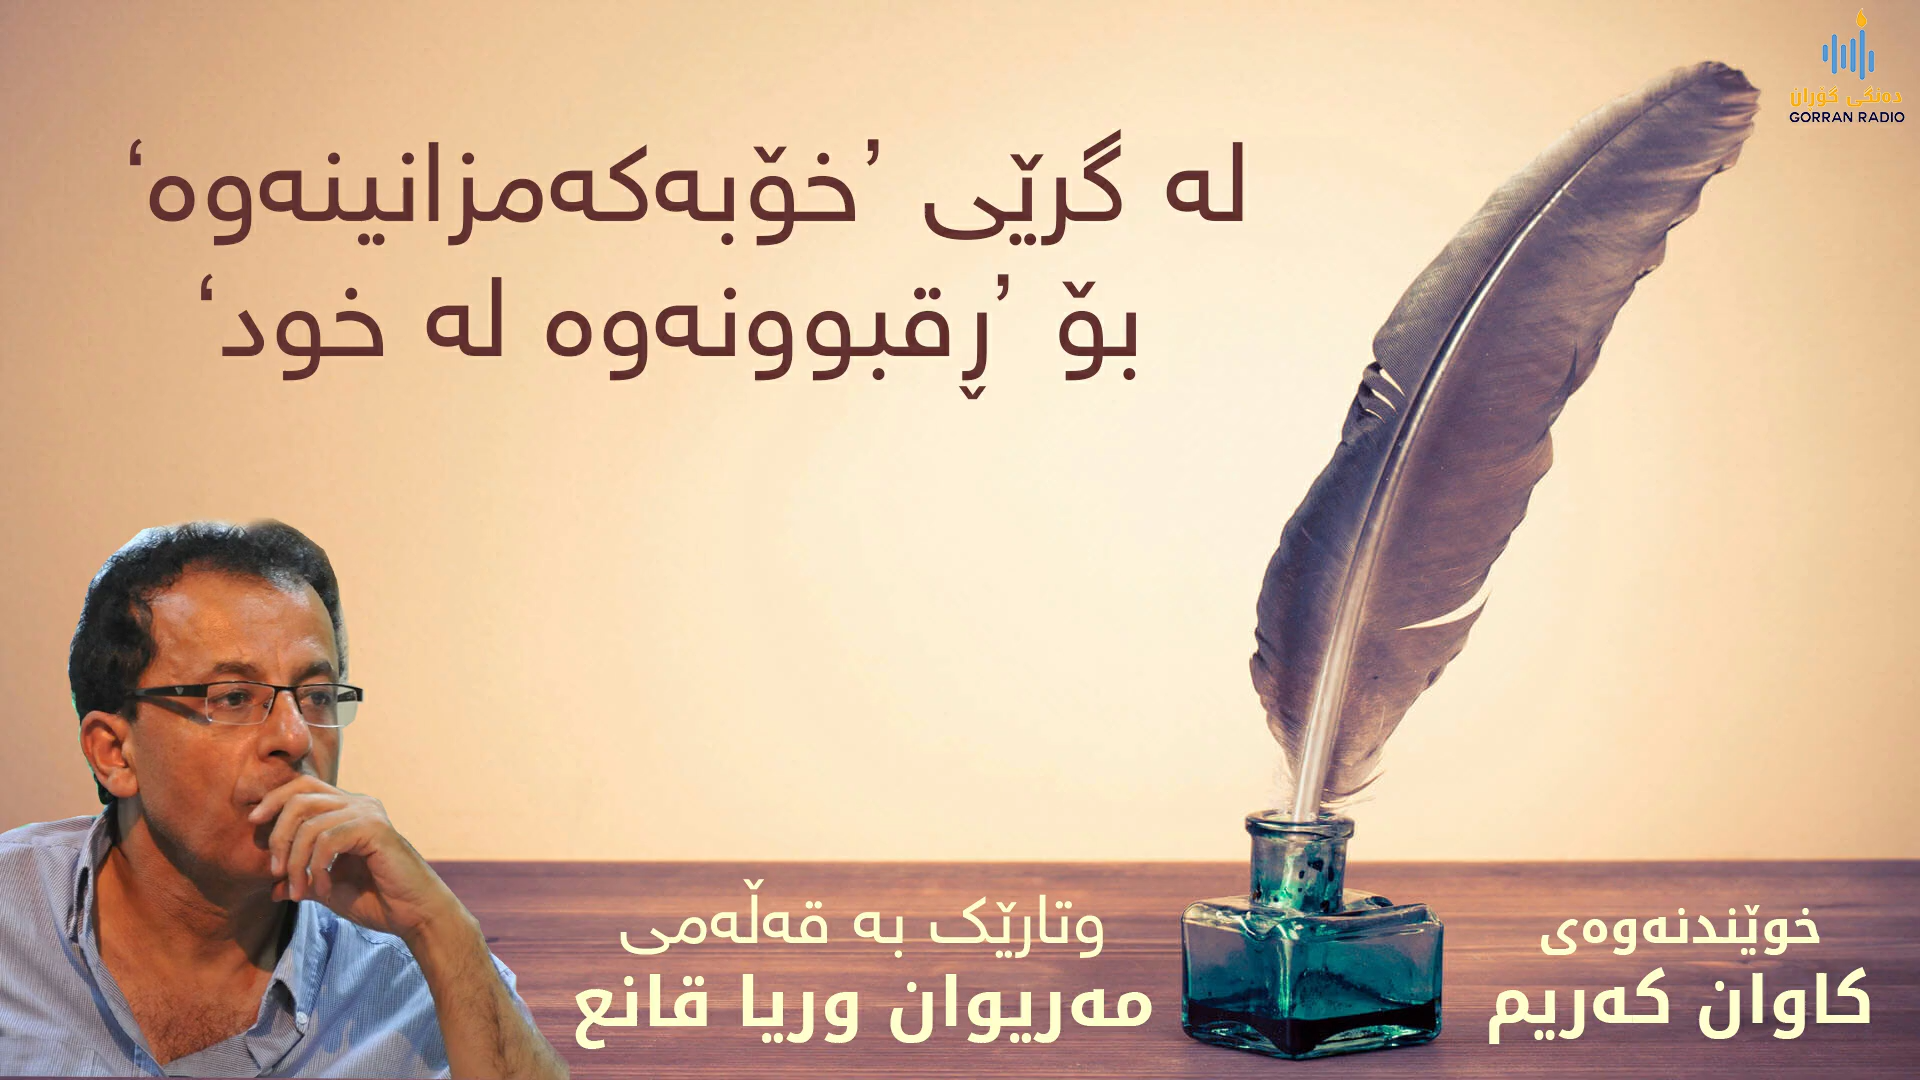 دەنگی گۆڕان
GORRAN RADIO
لە گرێی ’خۆبەکەمزانینەوە‘
بۆ ’ڕقبوونەوە لە خود‘
وتارێک بە قەڵەمی
مەریوان وریا قانع
خوێندنەوەی
کاوان کەریم